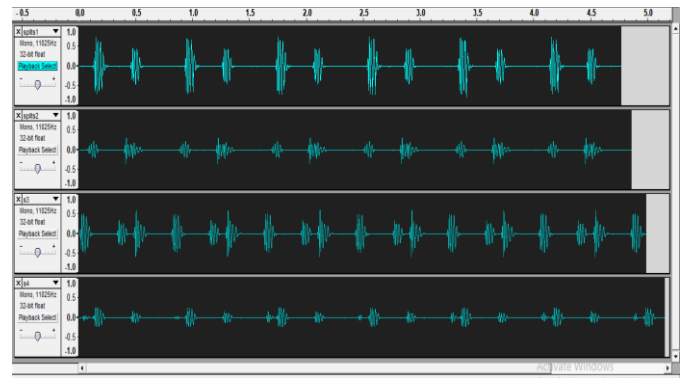 -0.5 0.0 0.5 1.0 1.5 2.0 2.5 3.0 3.5 4.0 4.5 5.0
X splits1 ▼
Mono, 11025Hz
32-bit float
Playback Select
- +
1.0
0.5
0.0
-0.5
-1.0
X splits2 ▼
Mono, 11025Hz
32-bit float
Playback Select
- +
1.0
0.5
0.0
-0.5
-1.0
X s3 ▼
Mono, 11025Hz
32-bit float
Playback Select
- +
1.0
0.5
0.0
-0.5
-1.0
X s4 ▼
Mono, 11025Hz
32-bit float
Playback Select
- +
1.0
0.5
0.0
-0.5
-1.0
Activate Windows